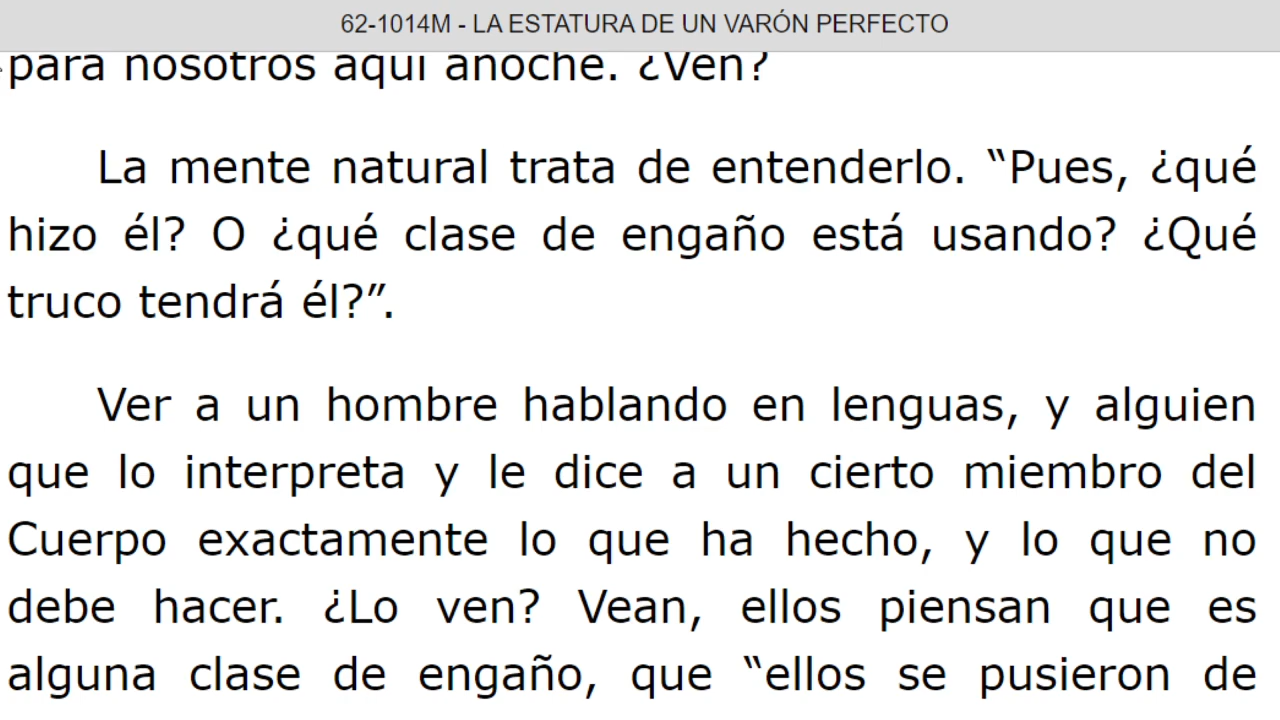 62-1014M - LA ESTATURA DE UN VARÓN PERFECTO
para nosotros aquí anoche. ¿Ven?
La mente natural trata de entenderlo. “Pues, ¿qué
hizo él? O ¿qué clase de engaño está usando? ¿Qué
truco tendrá él?”.
Ver a un hombre hablando en lenguas, y alguien
que lo interpreta y le dice a un cierto miembro del
Cuerpo exactamente lo que ha hecho, y lo que no
debe hacer. ¿Lo ven? Vean, ellos piensan que es
alguna clase de engaño, que “ellos se pusieron de